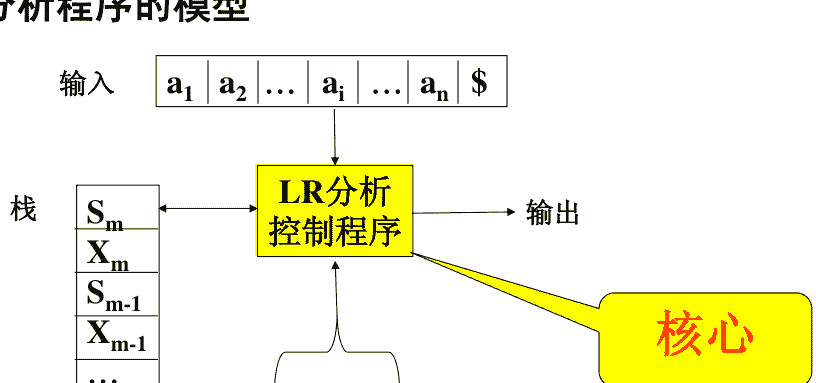 分析程序的模型
输入 a1 a2 … ai … an $
栈
LR分析
控制程序
输出
Sm
Xm
Sm-1
Xm-1
…
核心